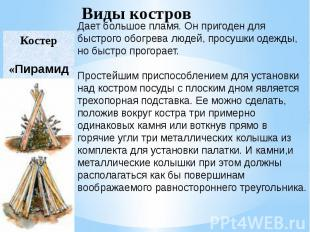 Виды костров
Костер
«Пирамид
Дает большое пламя. Он пригоден для
быстрого обогрева людей, просушки одежды,
но быстро прогорает.
Простейшим приспособлением для установки
над костром посуды с плоским дном является
трехопорная подставка. Ее можно сделать,
положив вокруг костра три примерно
одинаковых камня или воткнув прямо в
горячие угли три металлических колышка из
комплекта для установки палатки. И камни,и
металлические колышки при этом должны
располагаться как бы повершинам
воображаемого равностороннего треугольника.
PPt4WEB.ru